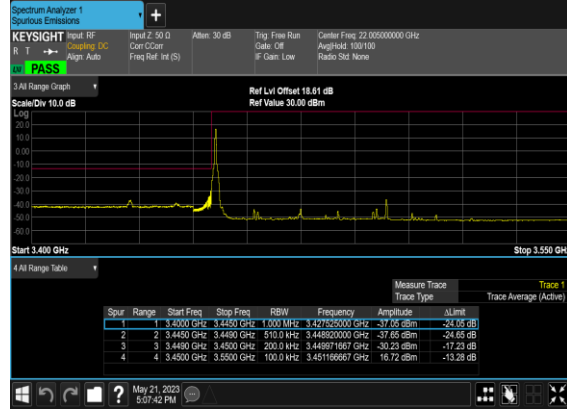 Spectrum Analyzer 1
Spurious Emissions
+
KEYSIGHT Input: RF Input Z: 50 Ω Atten: 30 dB Trig: Free Run Center Freq: 22.005000000 GHz
R T Coupling: DC Corr CCorr Gate: Off Avg|Hold: 100/100
Align: Auto Freq Ref: Int (S) IF Gain: Low Radio Std: None
PASS
3 All Range Graph
Ref Lvl Offset 18.61 dB
Scale/Div 10.0 dB Ref Value 30.00 dBm
Log
20.0
10.0
0.00
-10.0
-20.0
-30.0
-40.0
-50.0
-60.0
Start 3.400 GHz Stop 3.550 GHz
4 All Range Table
Measure Trace Trace 1
Trace Type Trace Average (Active)
Spur Range Start Freq Stop Freq RBW Frequency Amplitude ΔLimit
1 1 3.4000 GHz 3.4450 GHz 1.000 MHz 3.427525000 GHz -37.05 dBm -24.05 dB
2 2 3.4450 GHz 3.4490 GHz 510.0 kHz 3.448920000 GHz -37.65 dBm -24.65 dB
3 3 3.4490 GHz 3.4500 GHz 200.0 kHz 3.449971667 GHz -30.23 dBm -17.23 dB
4 4 3.4500 GHz 3.5500 GHz 100.0 kHz 3.451166667 GHz 16.72 dBm -13.28 dB
? May 21, 2023
5:07:42 PM